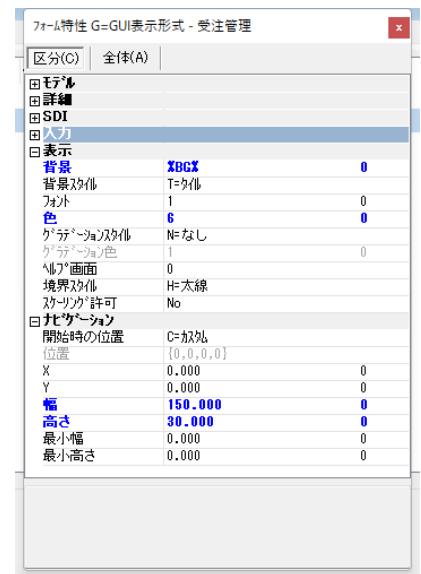 ﾌｫｰﾑ特性 G=GUI表示形式 - 受注管理
x
区分(C) 全体(A)
ﾓﾃﾞﾙ
詳細
SDI
入力
表示
背景 %BG% 0
背景ｽﾀｲﾙ T=ﾀｲﾙ
ﾌｫﾝﾄ 1 0
色 6 0
ｸﾞﾗﾃﾞｰｼｮﾝｽﾀｲﾙ N=なし
ｸﾞﾗﾃﾞｰｼｮﾝ色 1 0
ﾍﾙﾌﾟ画面 0
境界ｽﾀｲﾙ H=太線
ｽｹｰﾘﾝｸﾞ許可 No
ﾅﾋﾞｹﾞｰｼｮﾝ
開始時の位置 C=ｶｽﾀﾑ
位置 {0,0,0,0}
X 0.000 0
Y 0.000 0
幅 150.000 0
高さ 30.000 0
最小幅 0.000 0
最小高さ 0.000 0